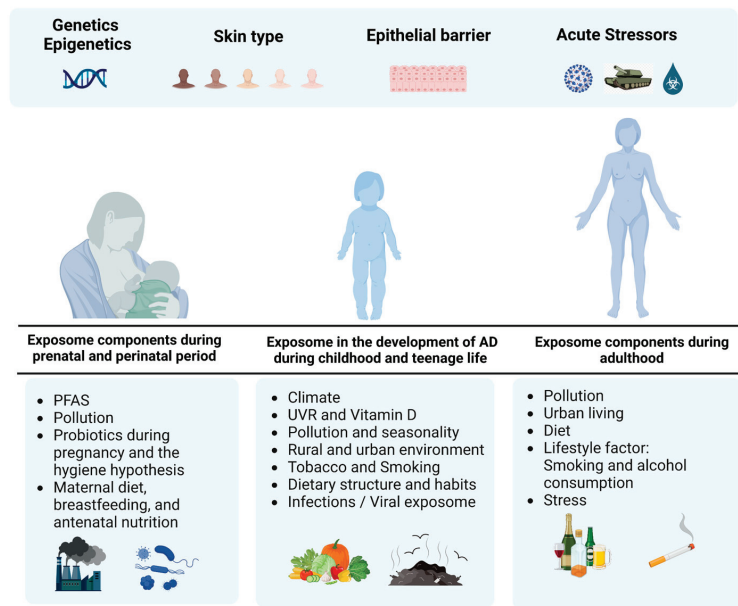 Genetics
Epigenetics
Skin type
Epithelial barrier
Acute Stressors
Exposome components during
prenatal and perinatal period
Exposome in the development of AD
during childhood and teenage life
Exposome components during
adulthood
• PFAS
• Pollution
• Probiotics during
pregnancy and the
hygiene hypothesis
• Maternal diet,
breastfeeding, and
antenatal nutrition
• Climate
• UVR and Vitamin D
• Pollution and seasonality
• Rural and urban environment
• Tobacco and Smoking
• Dietary structure and habits
• Infections / Viral exposome
• Pollution
• Urban living
• Diet
• Lifestyle factor:
Smoking and alcohol
consumption
• Stress